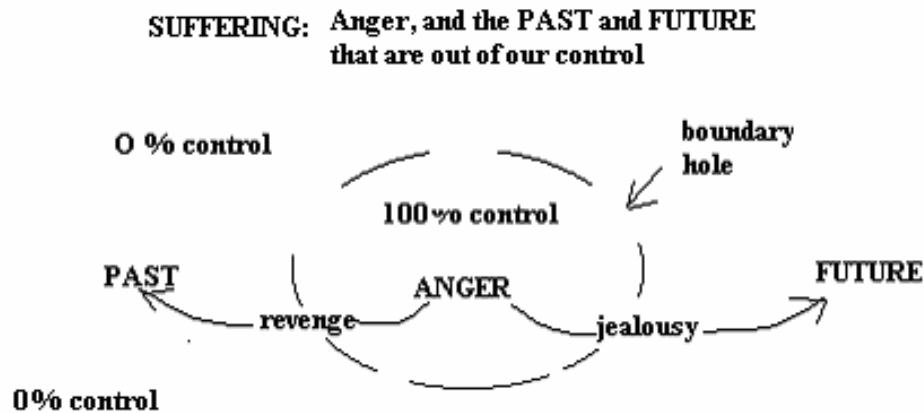 SUFFERING: Anger, and the PAST and FUTURE
that are out of our control
0 % control
boundary
hole
100% control
PAST
ANGER
FUTURE
revenge
jealousy
0% control